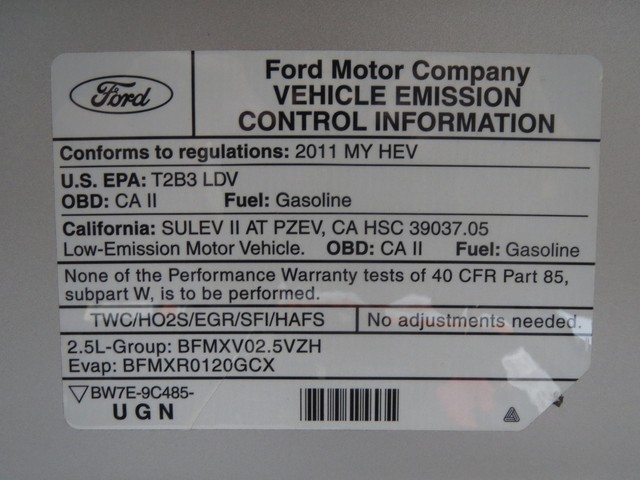 Ford
Ford Motor Company
VEHICLE EMISSION
CONTROL INFORMATION
Conforms to regulations: 2011 MY HEV
U.S. EPA: T2B3 LDV
OBD: CA II Fuel: Gasoline
California: SULEV II AT PZEV, CA HSC 39037.05
Low-Emission Motor Vehicle. OBD: CA II Fuel: Gasoline
None of the Performance Warranty tests of 40 CFR Part 85,
subpart W, is to be performed.
TWC/HO2S/EGR/SFI/HAFS No adjustments needed.
2.5L-Group: BFMXV02.5VZH
Evap: BFMXR0120GCX
BW7E-9C485-
UGN